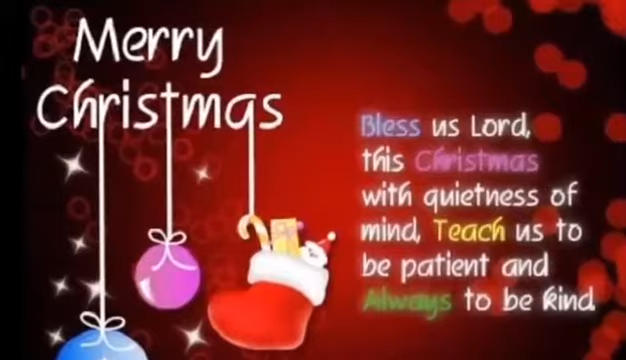 Merry
Christmas
Bless us Lord,
this Christmas
with quietness of
mind, Teach us to
be patient and
Always to be kind.